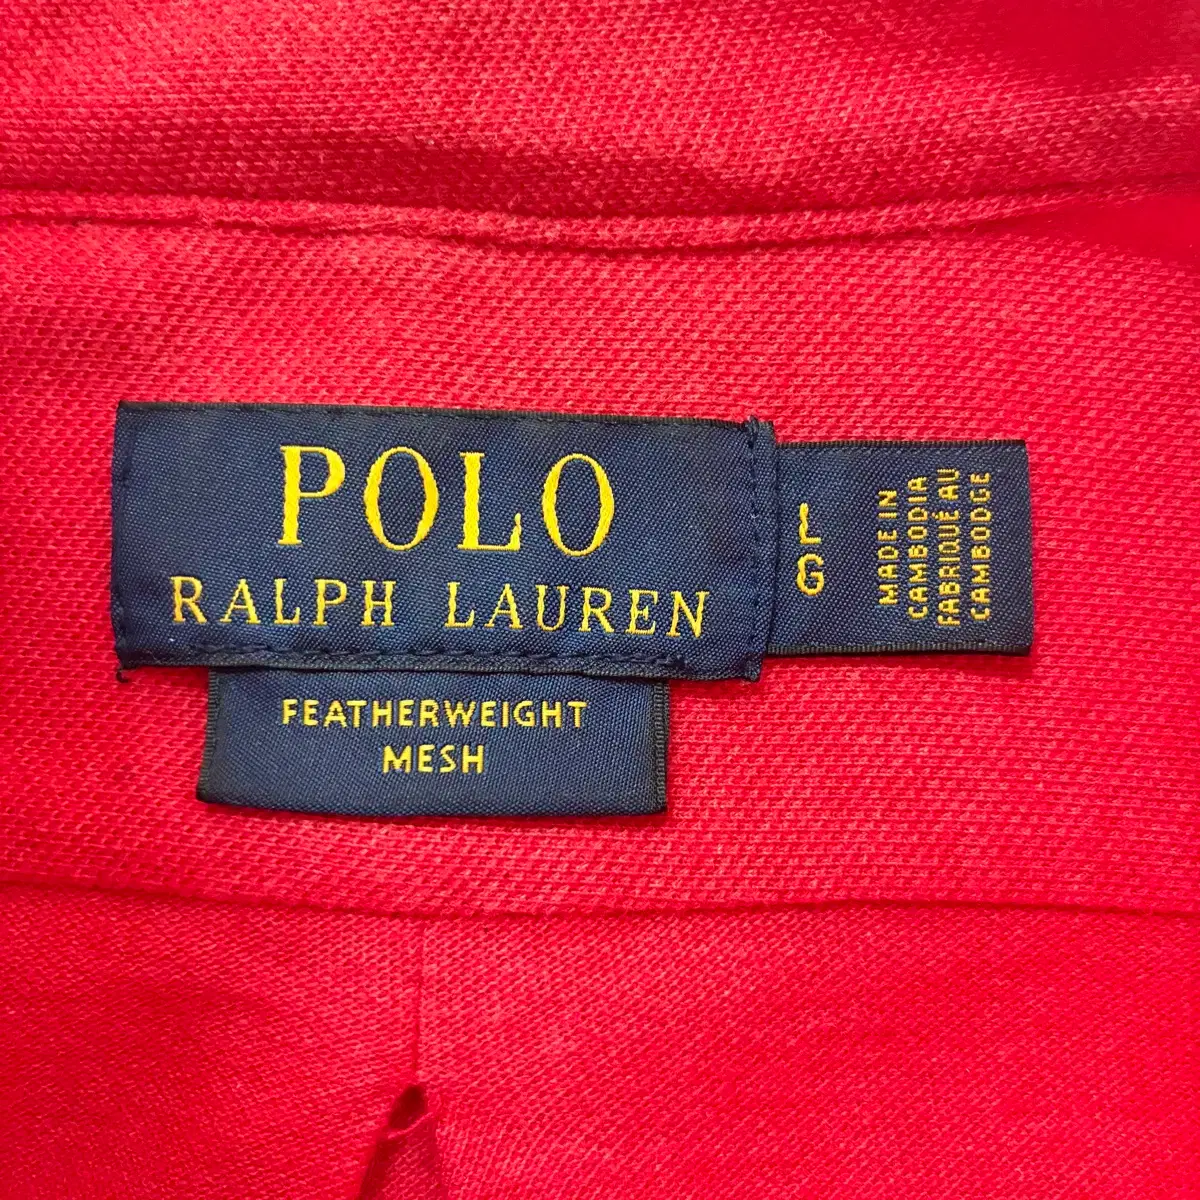 POLO
RALPH LAUREN
L
G
MADE IN
CAMBODIA
FABRIQUÉ AU
CAMBODGE
FEATHERWEIGHT
MESH